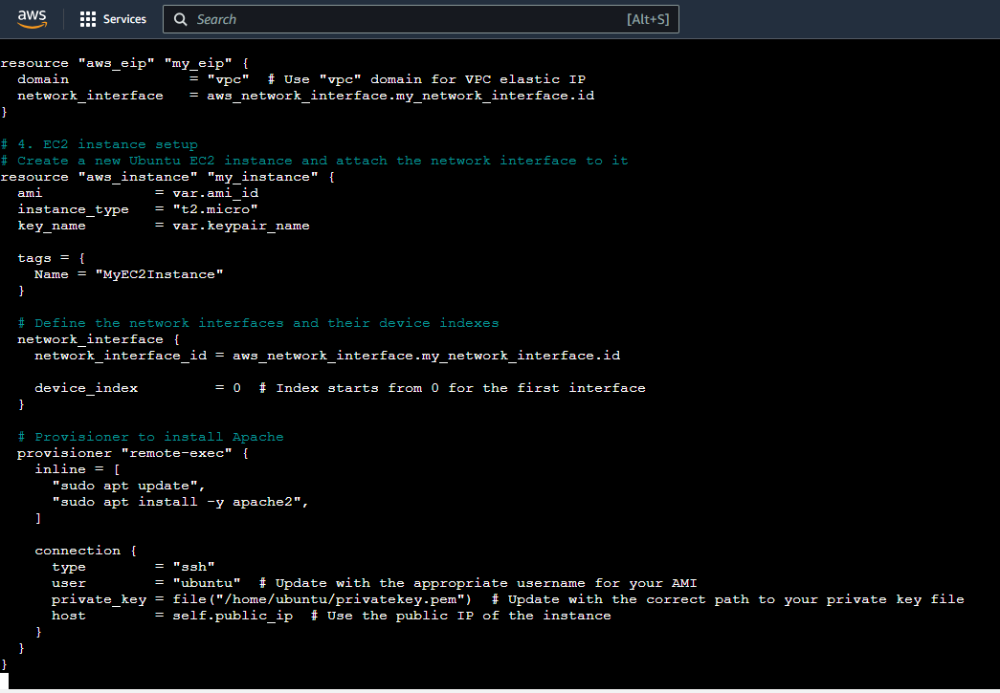 aws Services Search [Alt+S]
resource "aws_eip" "my_eip" {
  domain              = "vpc"  # Use "vpc" domain for VPC elastic IP
  network_interface   = aws_network_interface.my_network_interface.id
}

# 4. EC2 instance setup
# Create a new Ubuntu EC2 instance and attach the network interface to it
resource "aws_instance" "my_instance" {
  ami             = var.ami_id
  instance_type   = "t2.micro"
  key_name        = var.keypair_name

  tags = {
    Name = "MyEC2Instance"
  }

  # Define the network interfaces and their device indexes
  network_interface {
    network_interface_id = aws_network_interface.my_network_interface.id

    device_index         = 0  # Index starts from 0 for the first interface
  }

  # Provisioner to install Apache
  provisioner "remote-exec" {
    inline = [
      "sudo apt update",
      "sudo apt install -y apache2",
    ]

    connection {
      type        = "ssh"
      user        = "ubuntu"  # Update with the appropriate username for your AMI
      private_key = file("/home/ubuntu/privatekey.pem")  # Update with the correct path to your private key file
      host        = self.public_ip  # Use the public IP of the instance
    }
  }
}